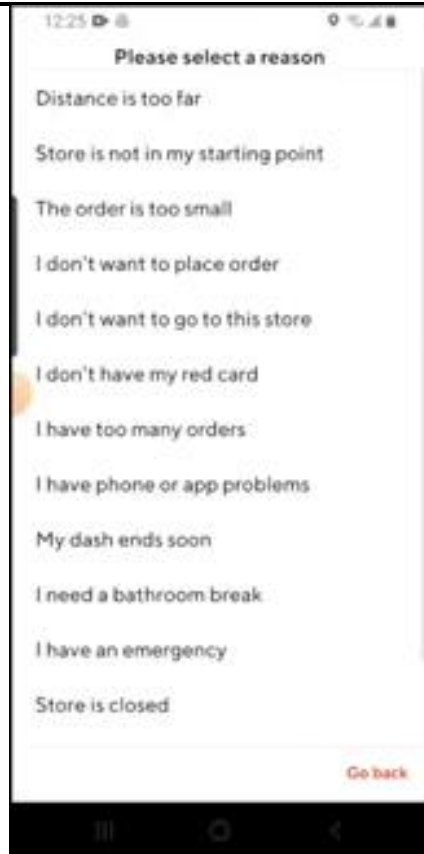 12:25
Please select a reason
Distance is too far
Store is not in my starting point
The order is too small
I don't want to place order
I don't want to go to this store
I don't have my red card
I have too many orders
I have phone or app problems
My dash ends soon
I need a bathroom break
I have an emergency
Store is closed
Go back